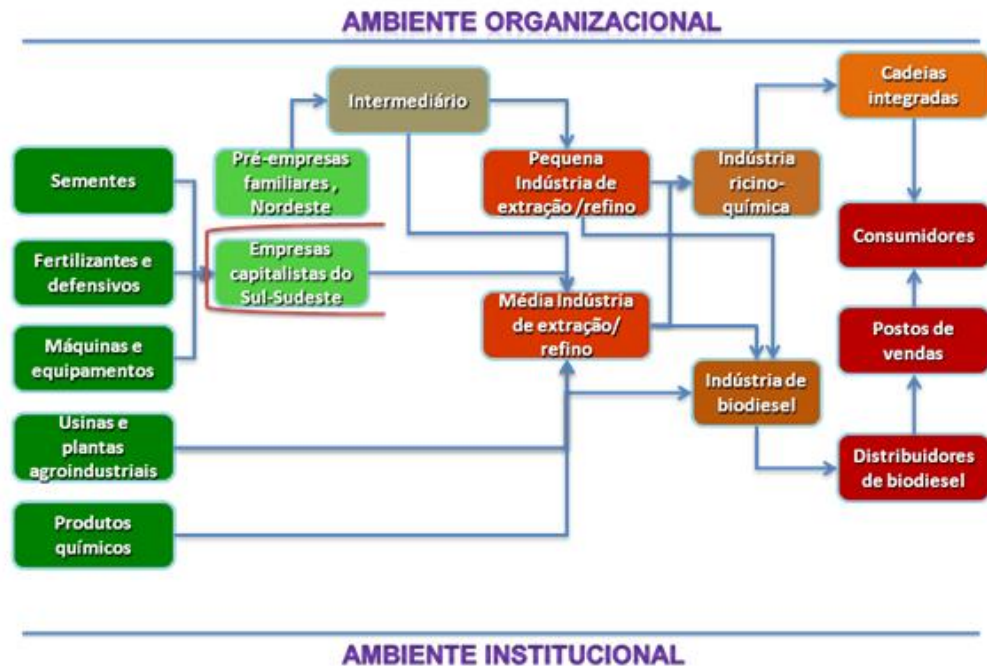 AMBIENTE ORGANIZACIONAL
Intermediário
Cadeias
integradas
Sementes
Pré-empresas
familiares ,
Nordeste
Pequena
Indústria de
extração /refino
Indústria
ricino-
química
Fertilizantes e
defensivos
Empresas
capitalistas do
Sul-Sudeste
Consumidores
Máquinas e
equipamentos
Média Indústria
de extração/
refino
Postos de
vendas
Usinas e
plantas
agroindustriais
Indústria de
biodiesel
Distribuidores
de biodiesel
Produtos
químicos
AMBIENTE INSTITUCIONAL